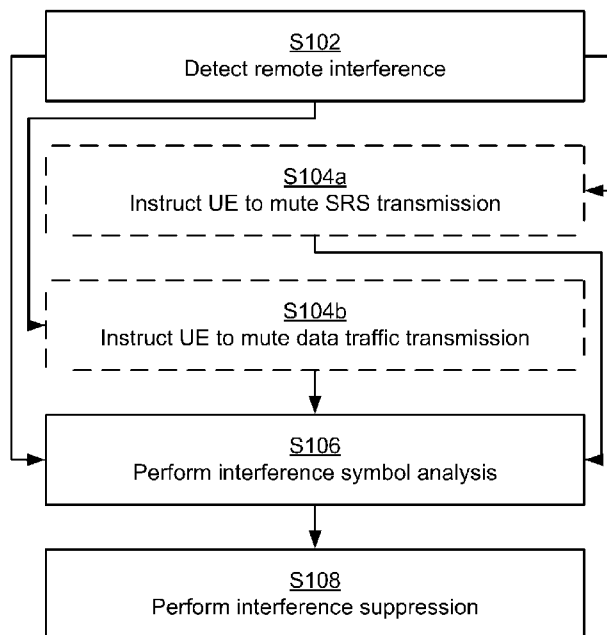 S102
Detect remote interference
S104a
Instruct UE to mute SRS transmission
S104b
Instruct UE to mute data traffic transmission
S106
Perform interference symbol analysis
S108
Perform interference suppression